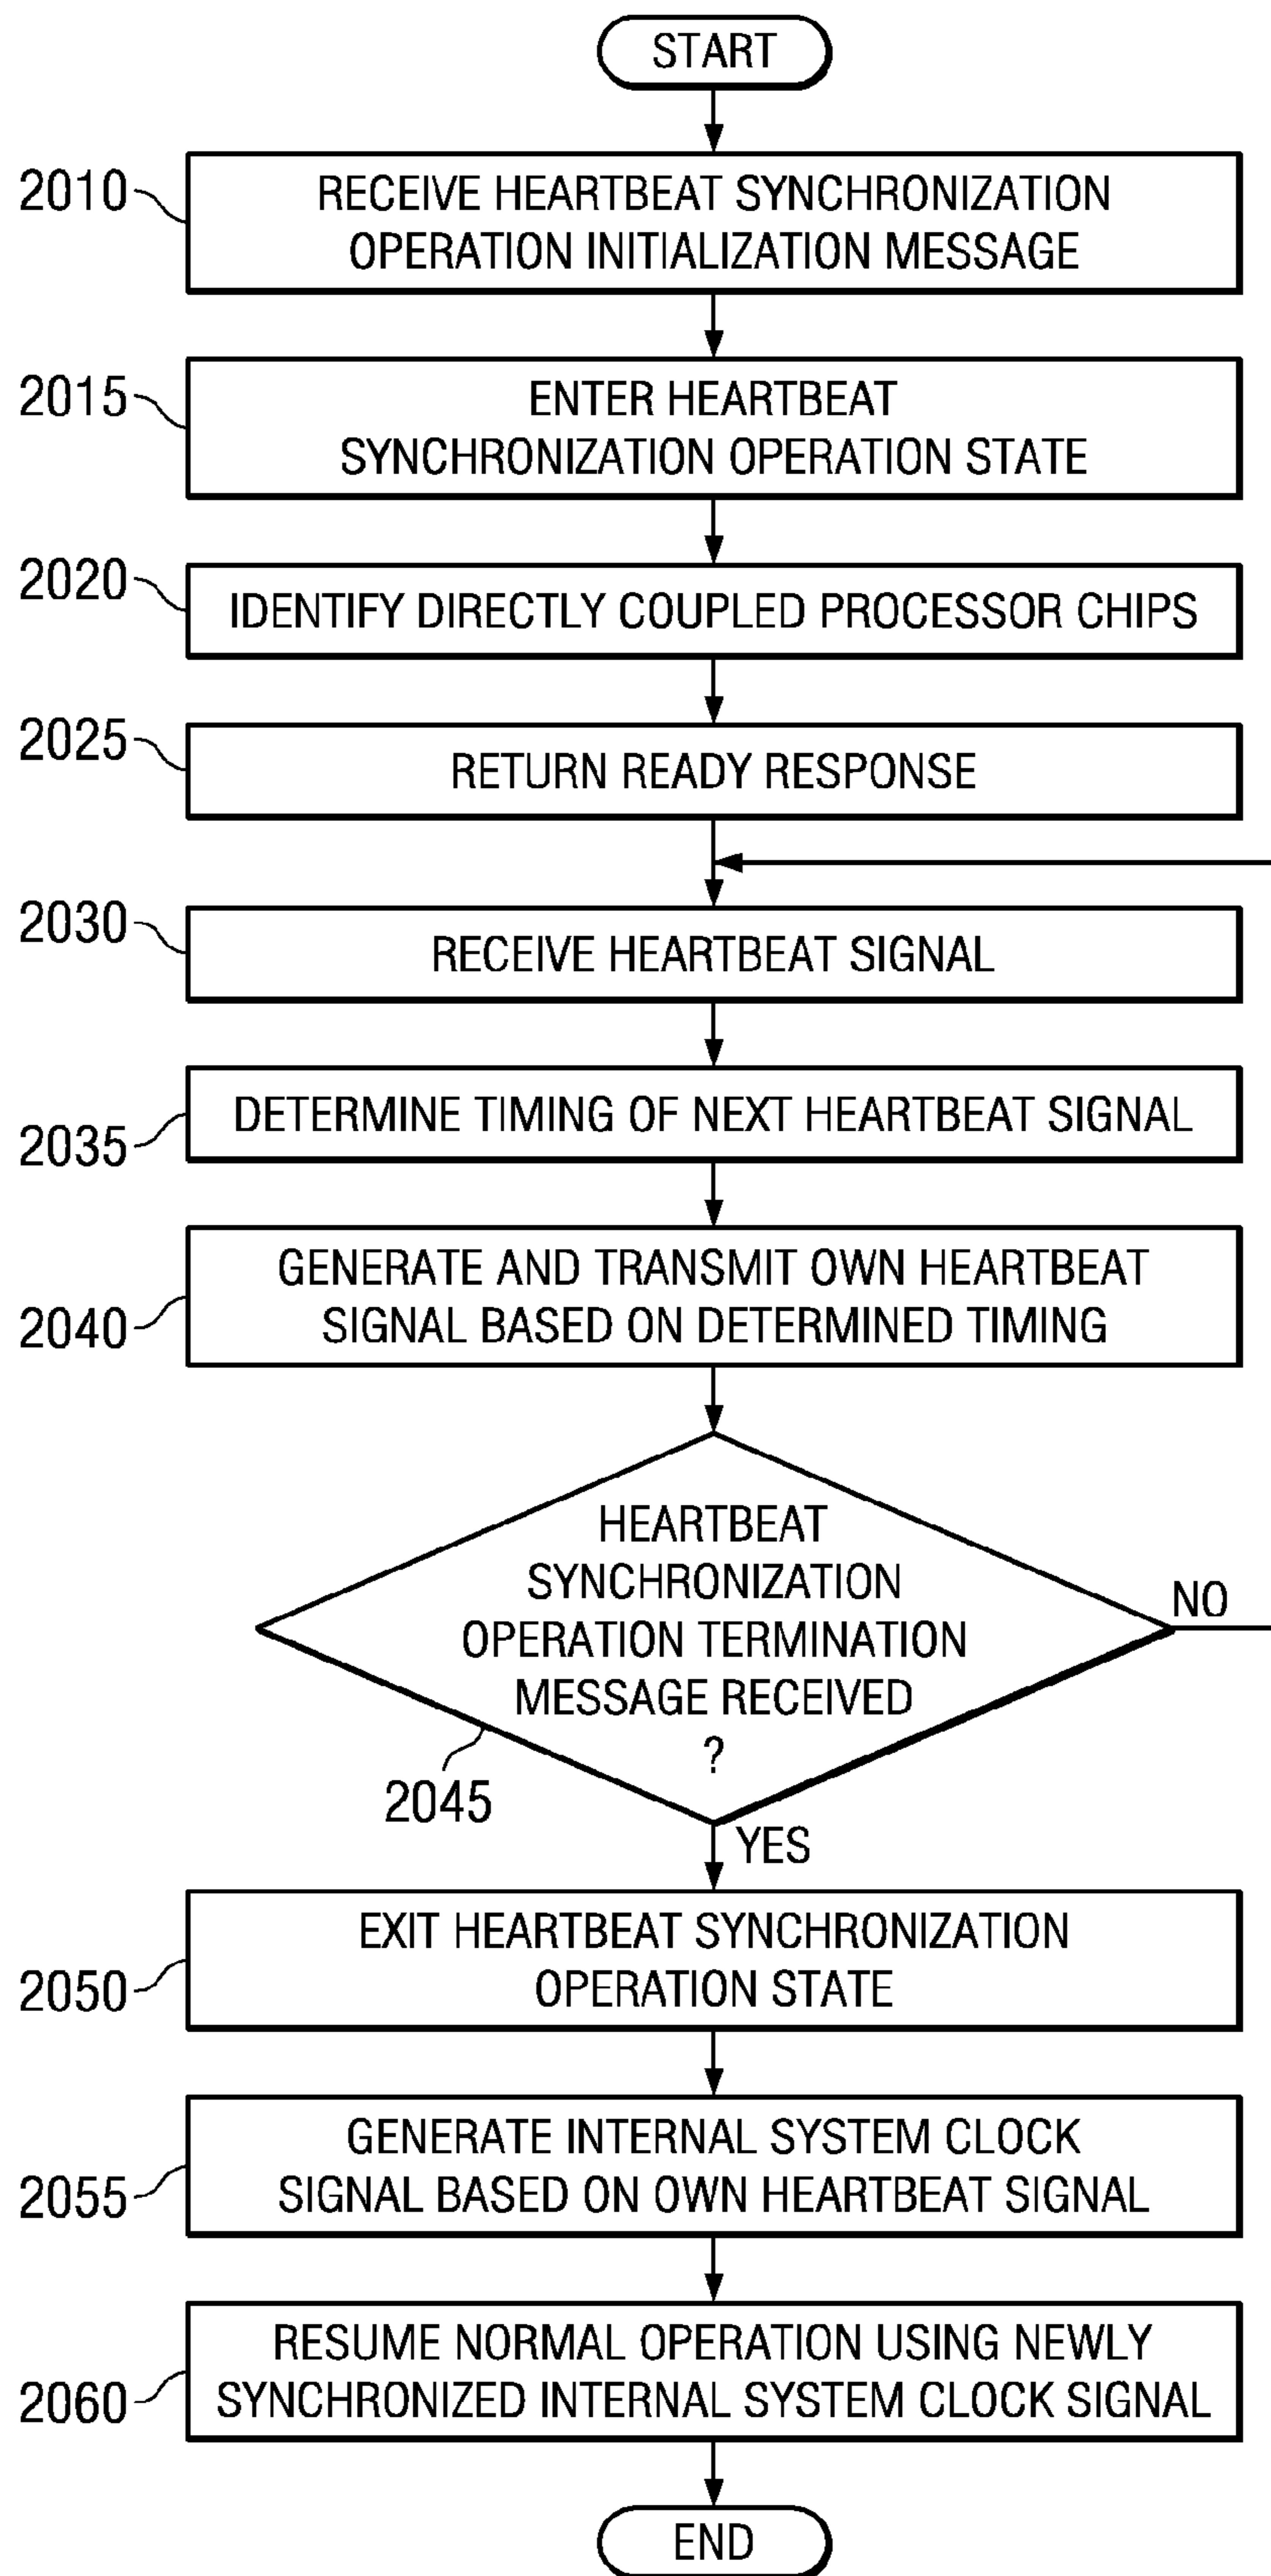 START
2010
RECEIVE HEARTBEAT SYNCHRONIZATION
OPERATION INITIALIZATION MESSAGE
2015
ENTER HEARTBEAT
SYNCHRONIZATION OPERATION STATE
2020
IDENTIFY DIRECTLY COUPLED PROCESSOR CHIPS
2025
RETURN READY RESPONSE
2030
RECEIVE HEARTBEAT SIGNAL
2035
DETERMINE TIMING OF NEXT HEARTBEAT SIGNAL
2040
GENERATE AND TRANSMIT OWN HEARTBEAT
SIGNAL BASED ON DETERMINED TIMING
HEARTBEAT
SYNCHRONIZATION
OPERATION TERMINATION
MESSAGE RECEIVED
?
NO
2045
YES
2050
EXIT HEARTBEAT SYNCHRONIZATION
OPERATION STATE
2055
GENERATE INTERNAL SYSTEM CLOCK
SIGNAL BASED ON OWN HEARTBEAT SIGNAL
2060
RESUME NORMAL OPERATION USING NEWLY
SYNCHRONIZED INTERNAL SYSTEM CLOCK SIGNAL
END